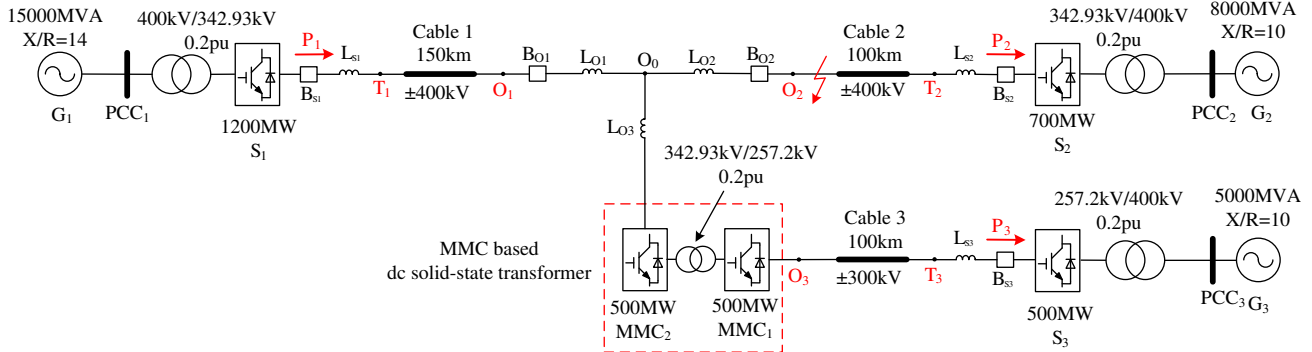 15000MVA
X/R=14
G1
PCC1
400kV/342.93kV
0.2pu
1200MW
S1
P1
BS1
LS1
T1
Cable 1
150km
±400kV
O1
BO1
LO1
O0
LO2
BO2
O2
Cable 2
100km
±400kV
T2
LS2
P2
BS2
700MW
S2
342.93kV/400kV
0.2pu
PCC2
8000MVA
X/R=10
G2
LO3
342.93kV/257.2kV
0.2pu
MMC based
dc solid-state transformer
500MW
MMC2
500MW
MMC1
O3
Cable 3
100km
±300kV
T3
LS3
P3
BS3
500MW
S3
257.2kV/400kV
0.2pu
PCC3
5000MVA
X/R=10
G3